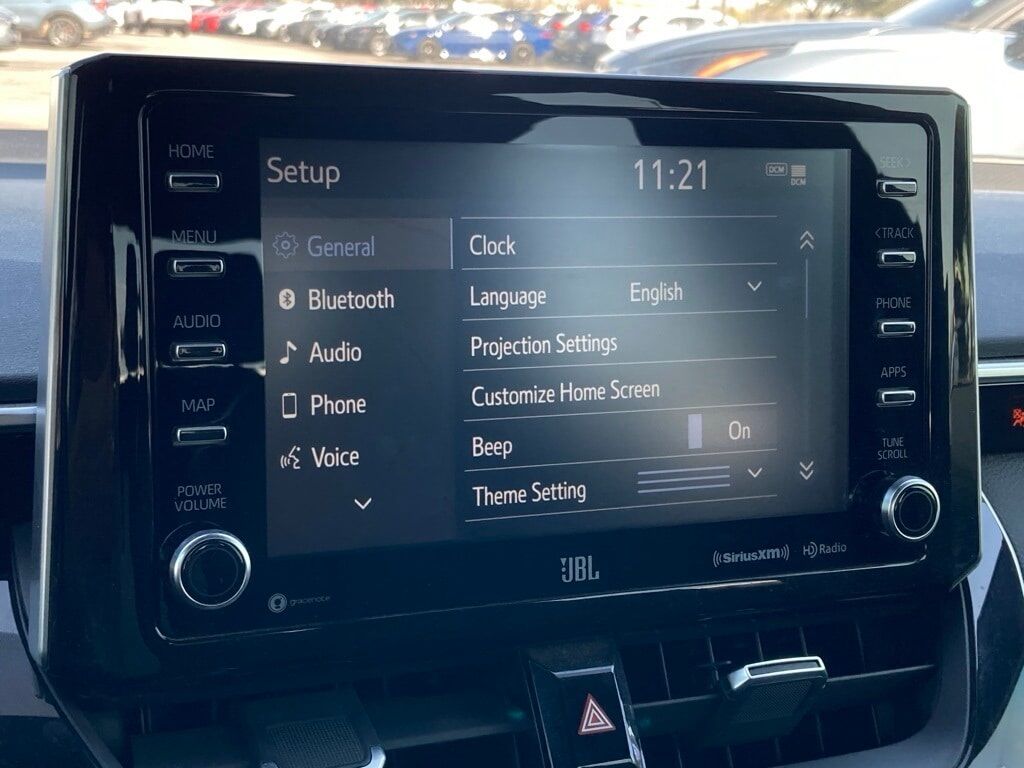 HOME
MENU
AUDIO
MAP
POWER
VOLUME
Setup
11:21
DCM
DCM
General
Bluetooth
Audio
Phone
Voice
Clock
Language English
Projection Settings
Customize Home Screen
Beep On
Theme Setting
SEEK >
< TRACK
PHONE
APPS
TUNE
SCROLL
gracenote
JBL
((SiriusXM))
HD Radio